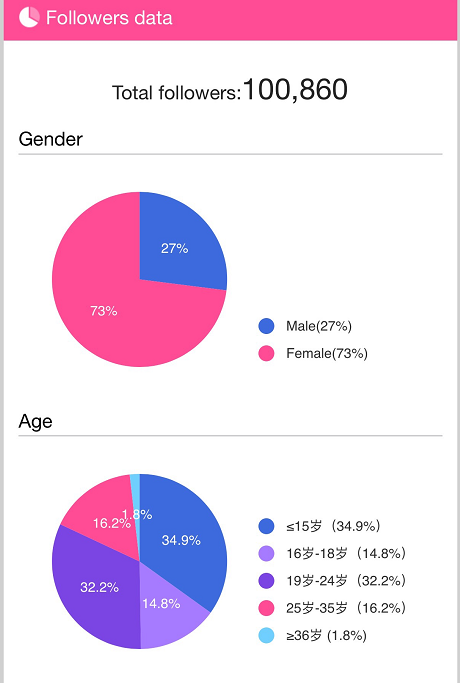 Followers data
Total followers:100,860
Gender
27%
73%
Male(27%)
Female(73%)
Age
1.8%
16.2%
34.9%
32.2%
14.8%
≤15岁（34.9%）
16岁-18岁（14.8%）
19岁-24岁（32.2%）
25岁-35岁（16.2%）
≥36岁 (1.8%)